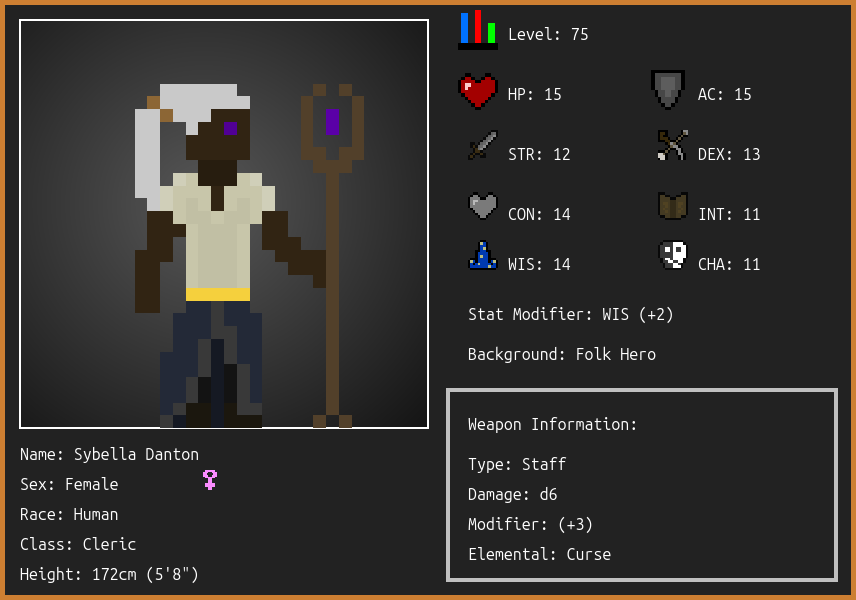 Level: 75
HP: 15
AC: 15
STR: 12
DEX: 13
CON: 14
INT: 11
WIS: 14
CHA: 11
Stat Modifier: WIS (+2)
Background: Folk Hero
Weapon Information:
Type: Staff
Damage: d6
Modifier: (+3)
Elemental: Curse
Name: Sybella Danton
Sex: Female
Race: Human
Class: Cleric
Height: 172cm (5'8")